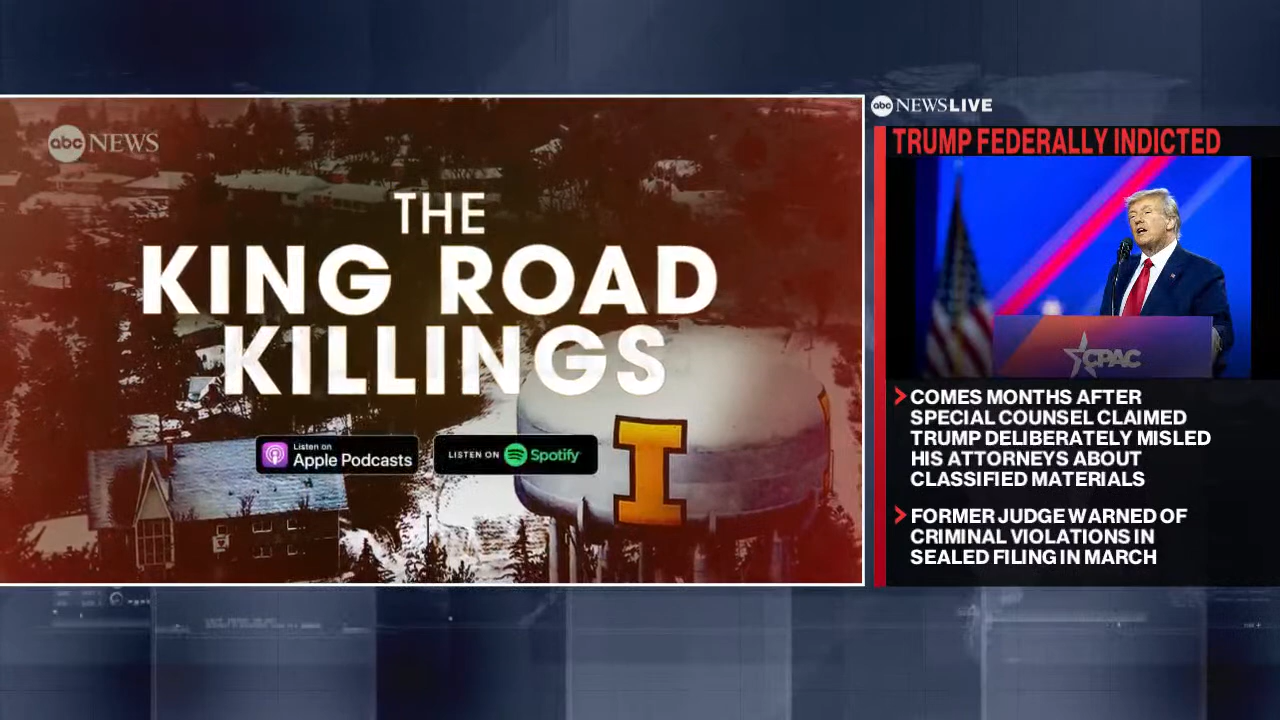 abc NEWS
THE
KING ROAD
KILLINGS
Listen on
Apple Podcasts
LISTEN ON Spotify
I
abc NEWS LIVE
TRUMP FEDERALLY INDICTED
CPAC
COMES MONTHS AFTER
SPECIAL COUNSEL CLAIMED
TRUMP DELIBERATELY MISLED
HIS ATTORNEYS ABOUT
CLASSIFIED MATERIALS
FORMER JUDGE WARNED OF
CRIMINAL VIOLATIONS IN
SEALED FILING IN MARCH